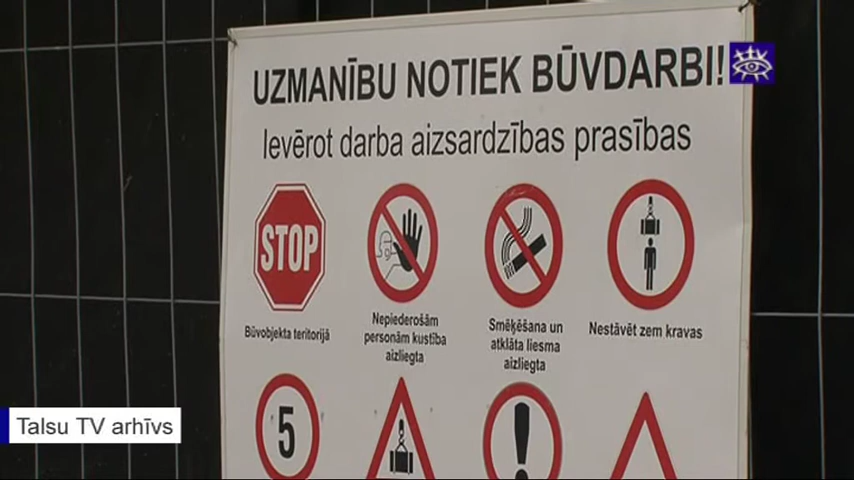 UZMANĪBU NOTIEK BŪVDARBI!
Ievērot darba aizsardzības prasības
STOP
Būvobjekta teritorijā
Nepiederošām
personām kustība
aizliegta
Smēķēšana un
atklāta liesma
aizliegta
Nestāvēt zem kravas
5
Talsu TV arhīvs